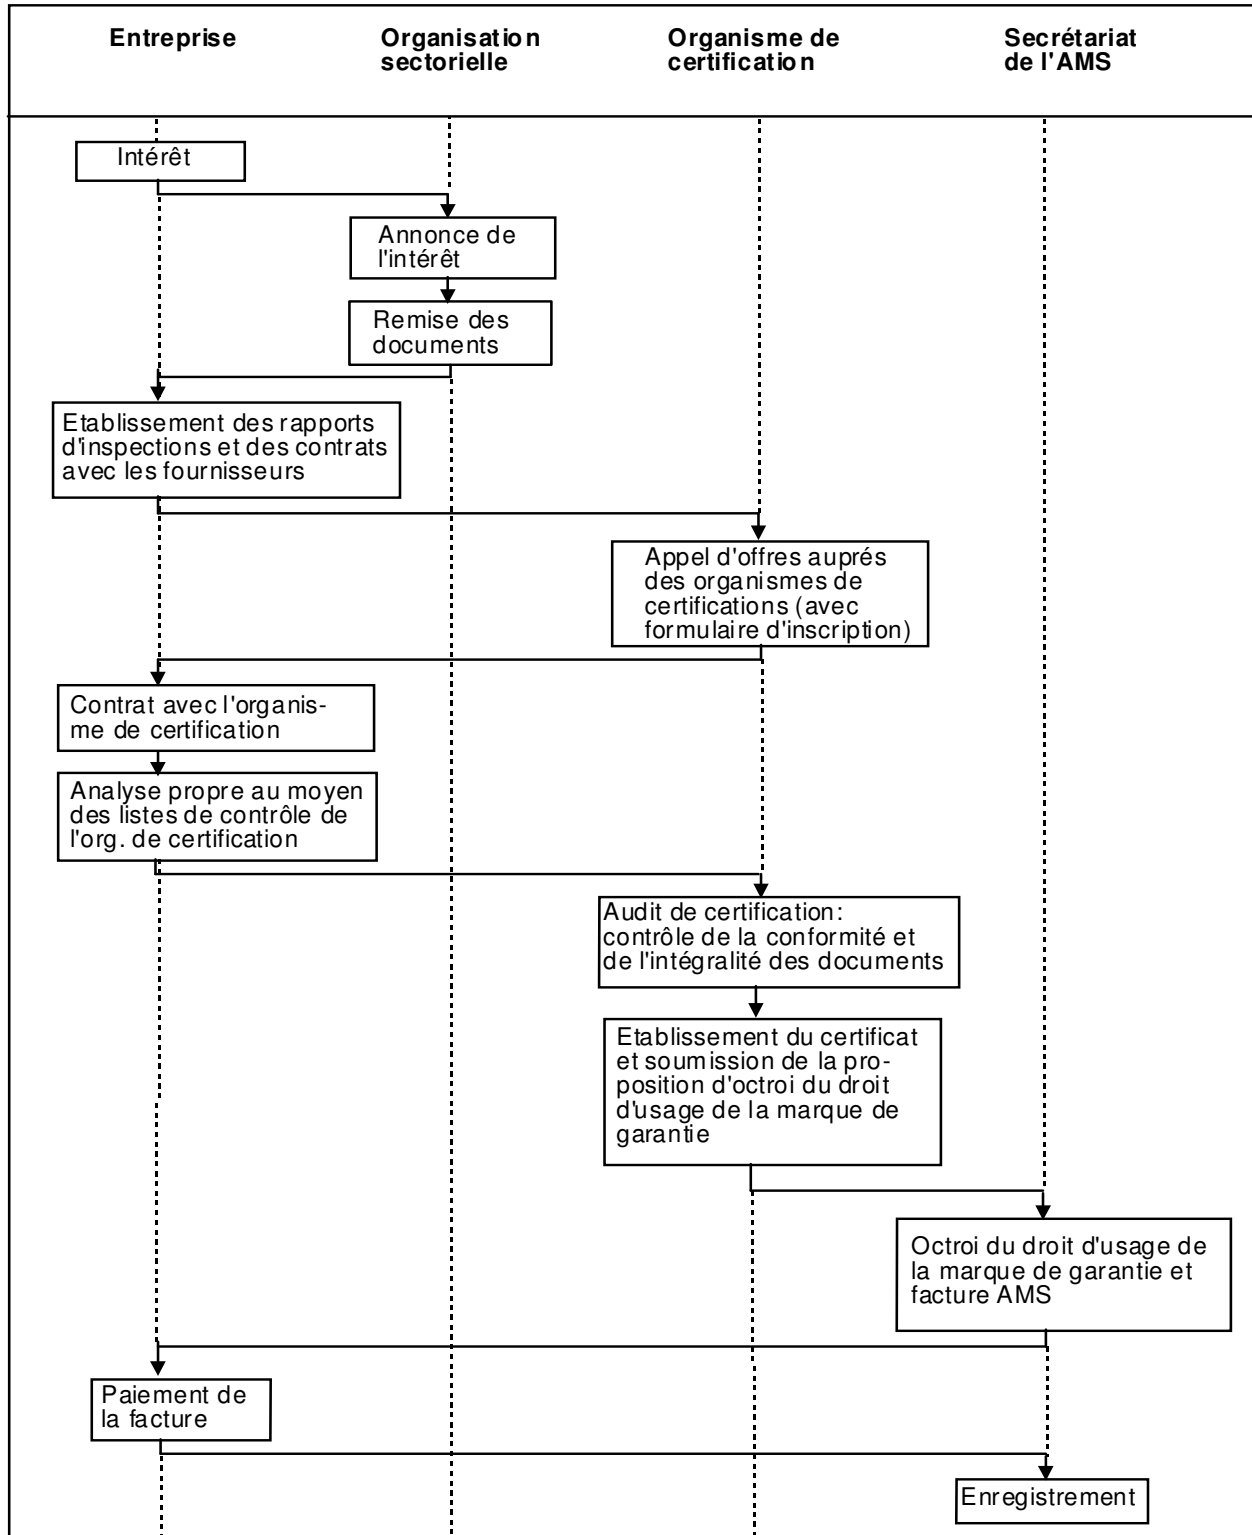 Entreprise
Organisation
sectorielle
Organisme de
certification
Secrétariat
de l'AMS
Intérêt
Annonce de
l'intérêt
Remise des
documents
Etablissement des rapports
d'inspections et des contrats
avec les fournisseurs
Appel d'offres auprés
des organismes de
certifications (avec
formulaire d'inscription)
Contrat avec l'organis-
me de certification
Analyse propre au moyen
des listes de contrôle de
l'org. de certification
Audit de certification:
contrôle de la conformité et
de l'intégralité des documents
Etablissement du certificat
et soumission de la pro-
position d'octroi du droit
d'usage de la marque de
garantie
Octroi du droit d'usage de
la marque de garantie et
facture AMS
Paiement de
la facture
Enregistrement